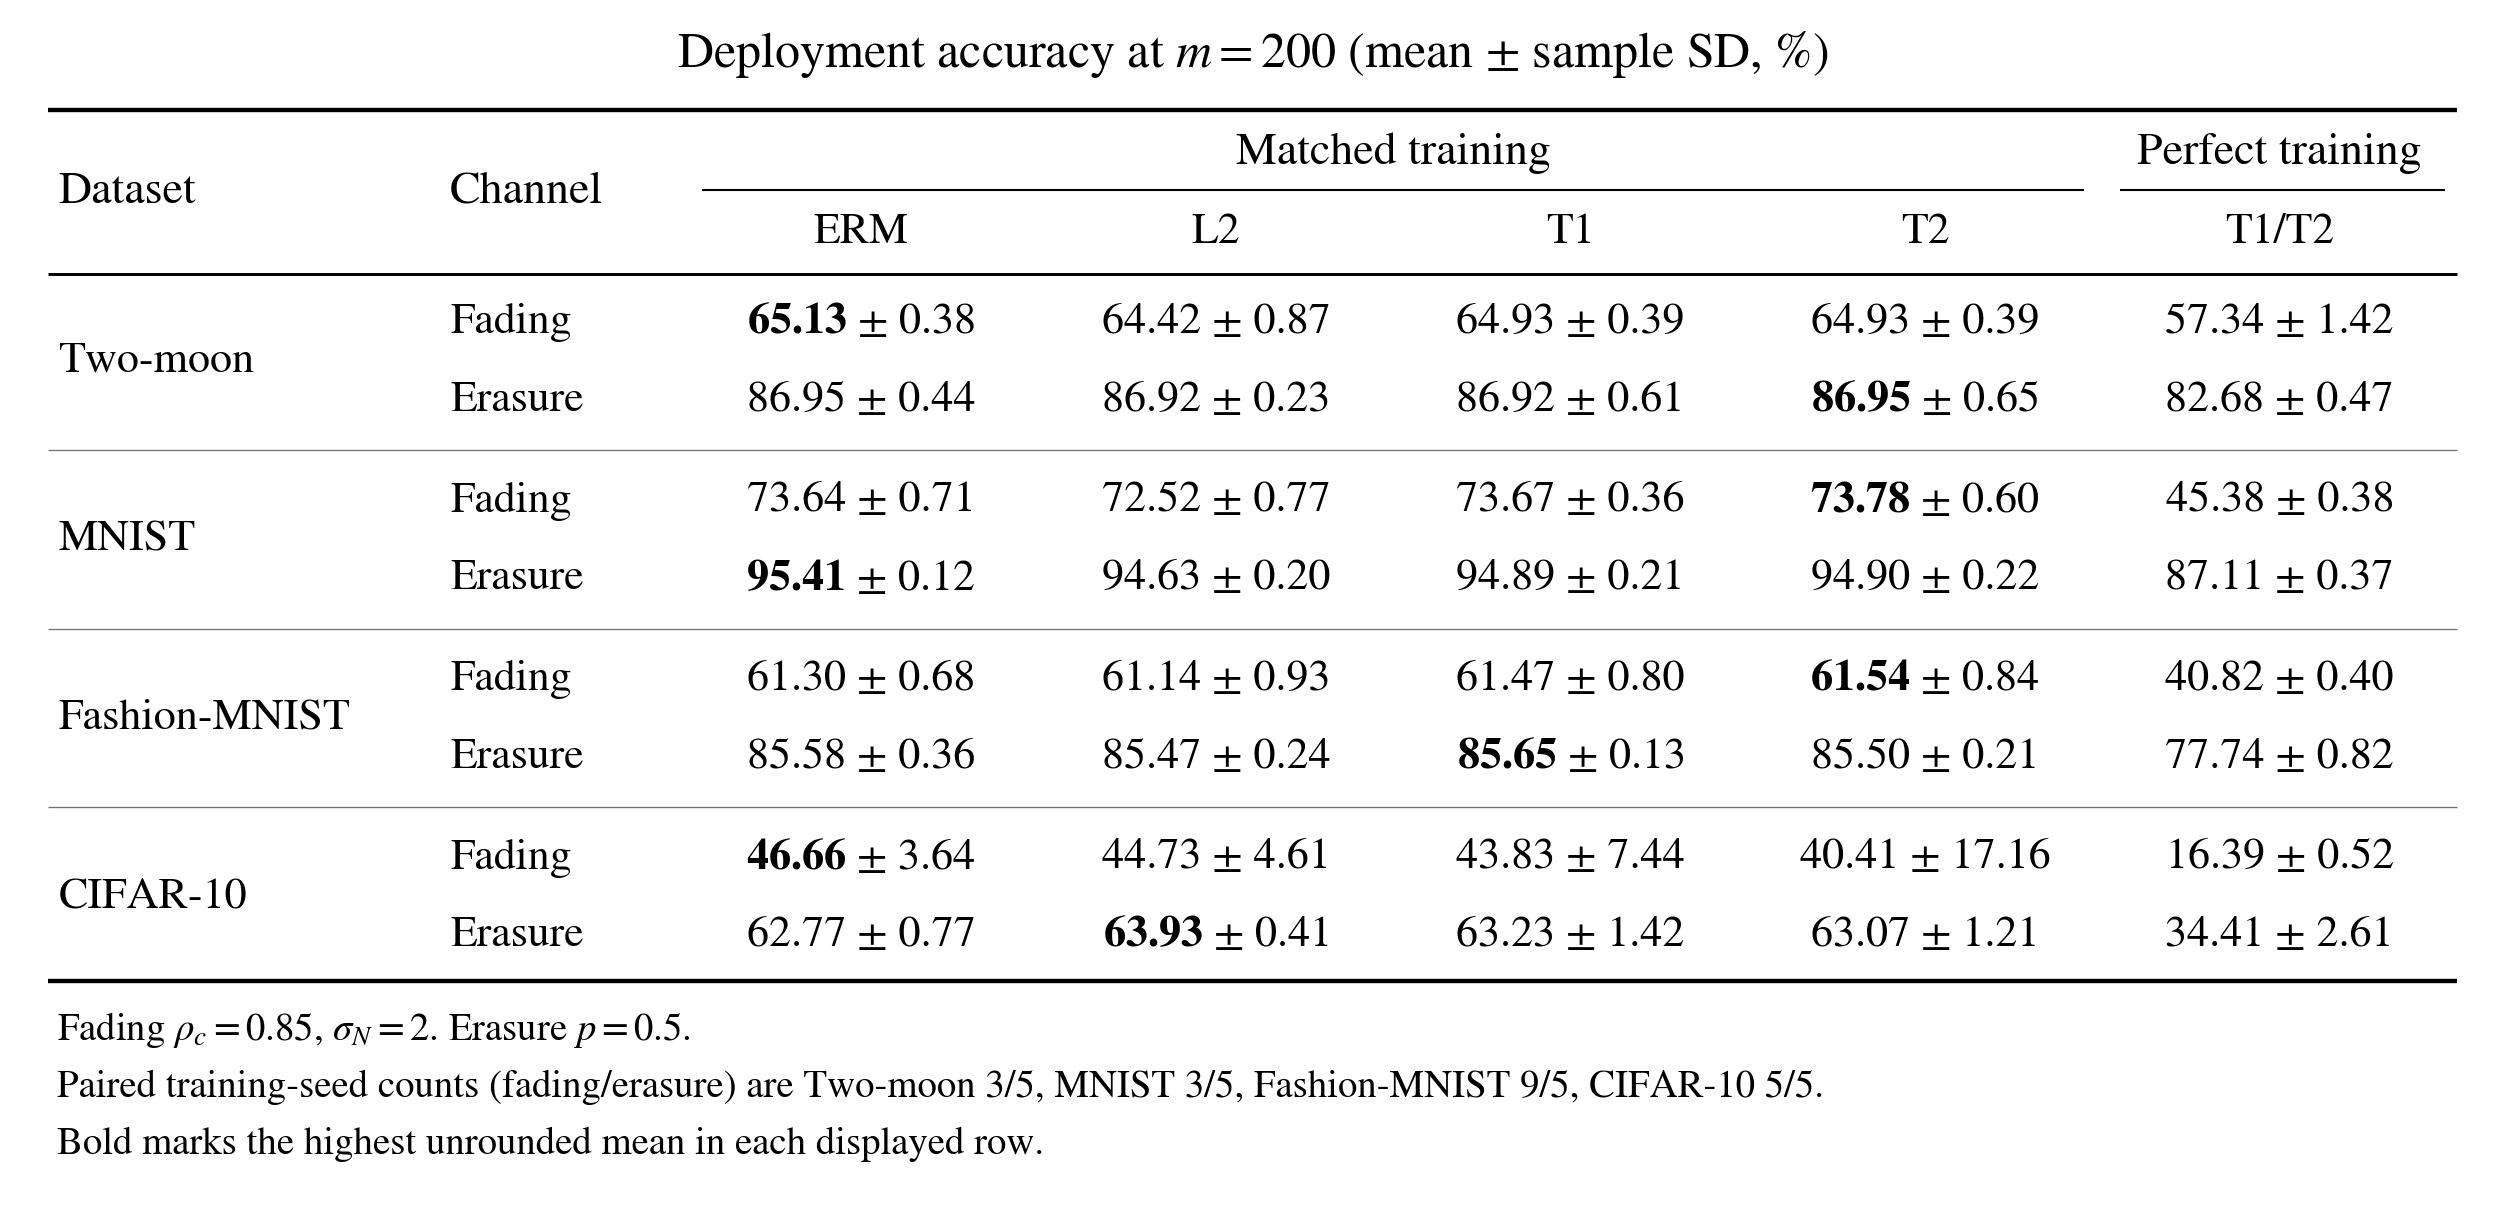 Deployment accuracy at m = 200 (mean ± sample SD, %)
Dataset Channel Matched training Perfect training
ERM L2 T1 T2 T1/T2
Two-moon
Fading 65.13 ± 0.38 64.42 ± 0.87 64.93 ± 0.39 64.93 ± 0.39 57.34 ± 1.42
Erasure 86.95 ± 0.44 86.92 ± 0.23 86.92 ± 0.61 86.95 ± 0.65 82.68 ± 0.47
MNIST
Fading 73.64 ± 0.71 72.52 ± 0.77 73.67 ± 0.36 73.78 ± 0.60 45.38 ± 0.38
Erasure 95.41 ± 0.12 94.63 ± 0.20 94.89 ± 0.21 94.90 ± 0.22 87.11 ± 0.37
Fashion-MNIST
Fading 61.30 ± 0.68 61.14 ± 0.93 61.47 ± 0.80 61.54 ± 0.84 40.82 ± 0.40
Erasure 85.58 ± 0.36 85.47 ± 0.24 85.65 ± 0.13 85.50 ± 0.21 77.74 ± 0.82
CIFAR-10
Fading 46.66 ± 3.64 44.73 ± 4.61 43.83 ± 7.44 40.41 ± 17.16 16.39 ± 0.52
Erasure 62.77 ± 0.77 63.93 ± 0.41 63.23 ± 1.42 63.07 ± 1.21 34.41 ± 2.61
Fading ρc = 0.85, σN = 2. Erasure p = 0.5.
Paired training-seed counts (fading/erasure) are Two-moon 3/5, MNIST 3/5, Fashion-MNIST 9/5, CIFAR-10 5/5.
Bold marks the highest unrounded mean in each displayed row.